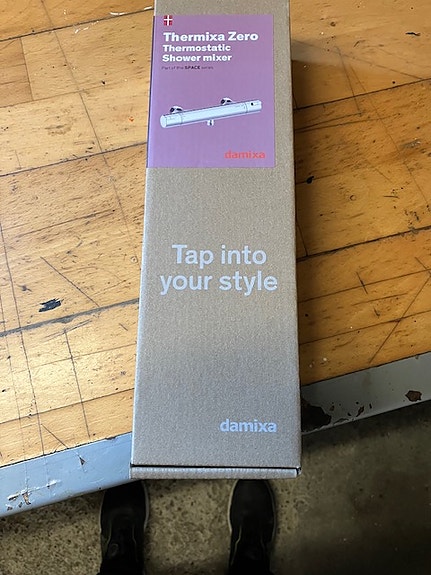 Thermixa Zero
Thermostatic
Shower mixer
Part of the SPACE series
damixa
Tap into
your style
damixa